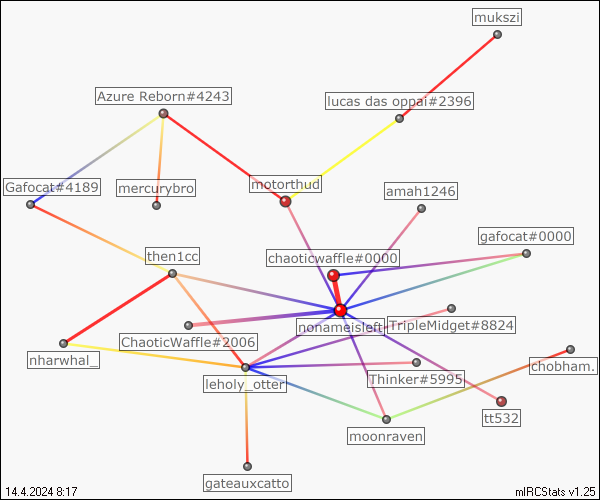 mukszi
Azure Reborn#4243
lucas das oppai#2396
Gafocat#4189
mercurybro
motorthud
amah1246
gafocat#0000
then1cc
chaoticwaffle#0000
nonameisleft
TripleMidget#8824
ChaoticWaffle#2006
nharwhal_
leholy_otter
Thinker#5995
chobham.
tt532
moonraven
gateauxcatto
14.4.2024 8:17
mIRCStats v1.25